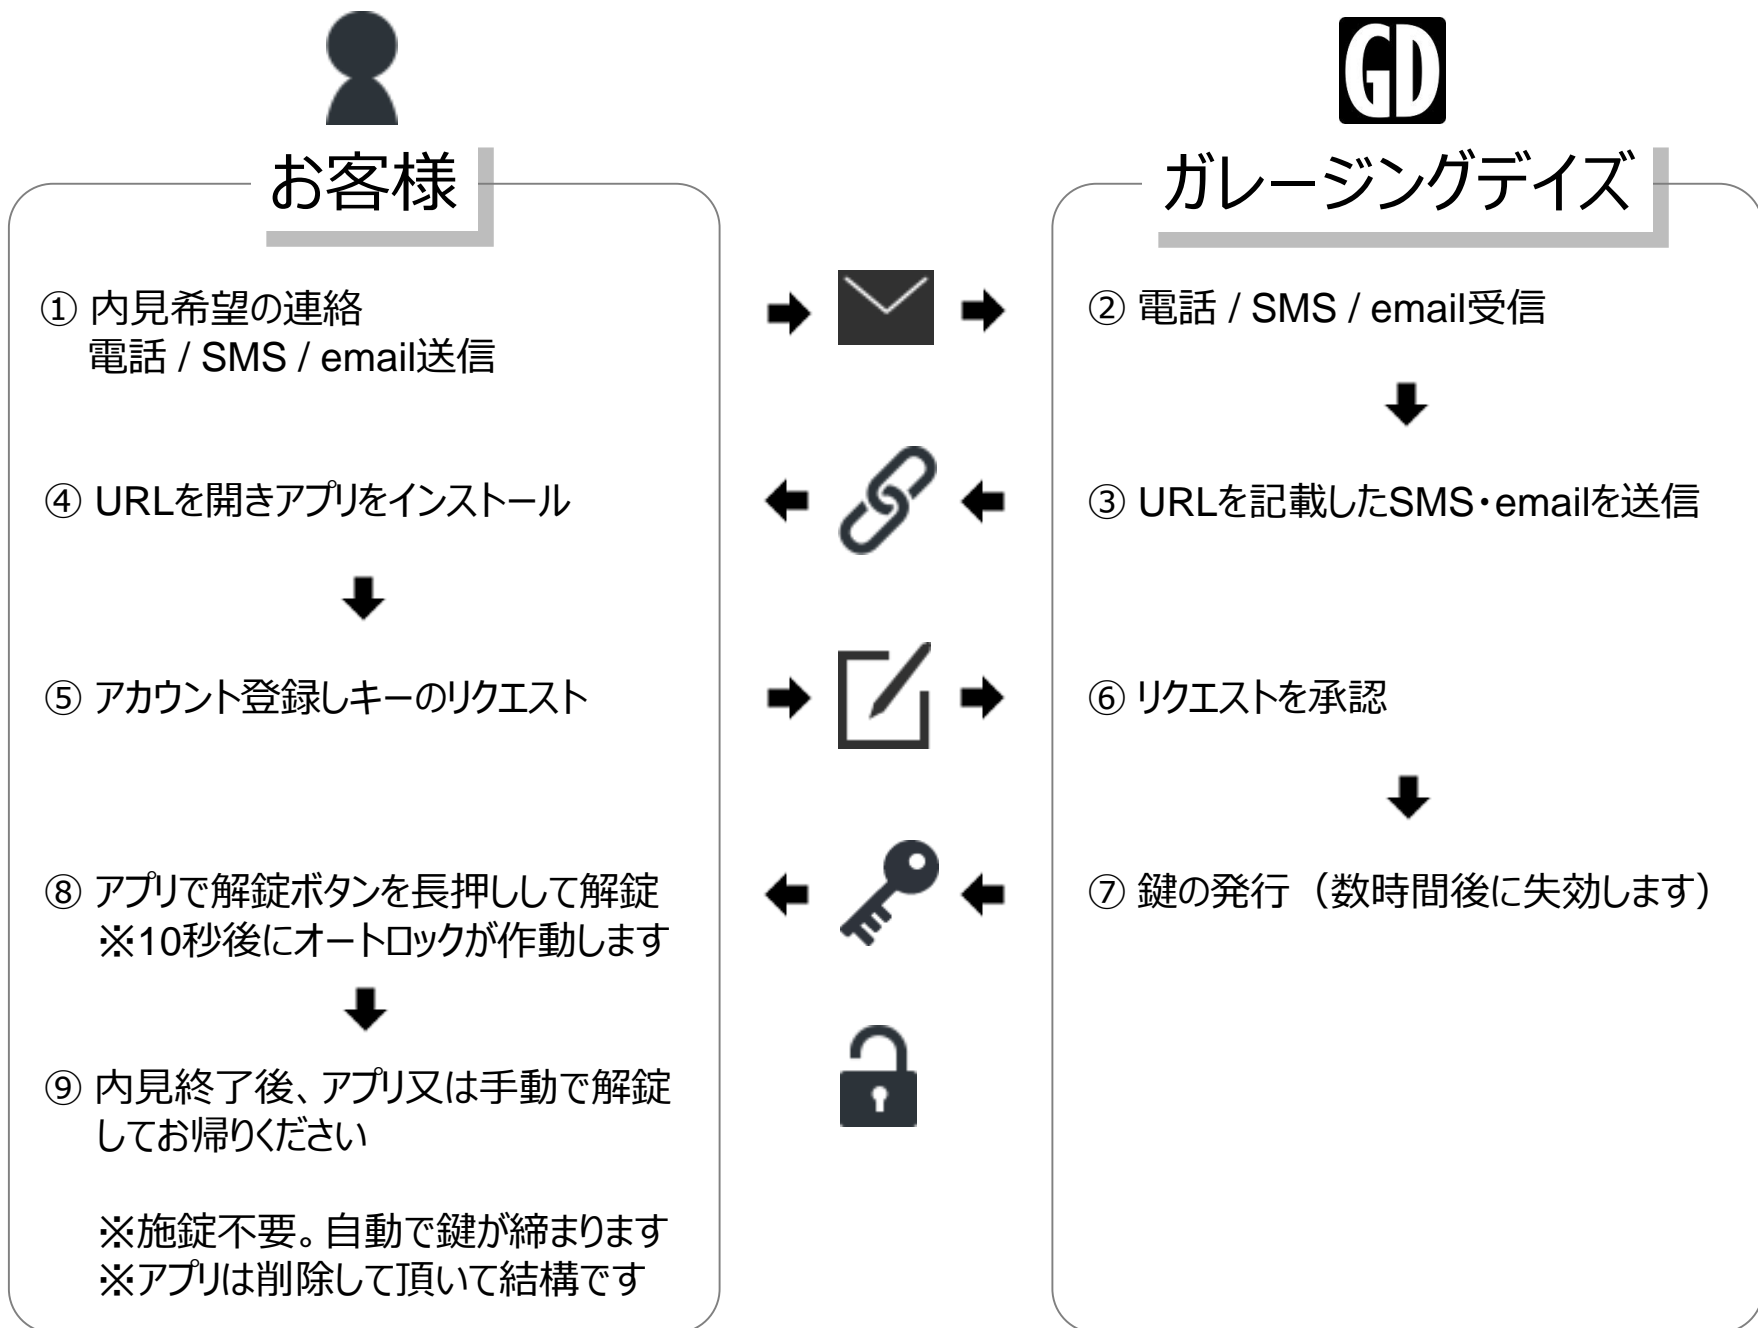 GD
お客様
ガレージングデイズ
① 内見希望の連絡
電話 / SMS / email送信
② 電話 / SMS / email受信
③ URLを記載したSMS・emailを送信
④ URLを開きアプリをインストール
⑤ アカウント登録しキーのリクエスト
⑥ リクエストを承認
⑦ 鍵の発行（数時間後に失効します）
⑧ アプリで解錠ボタンを長押しして解錠
※10秒後にオートロックが作動します
⑨ 内見終了後、アプリ又は手動で解錠
してお帰りください
※施錠不要。自動で鍵が締まります
※アプリは削除して頂いて結構です